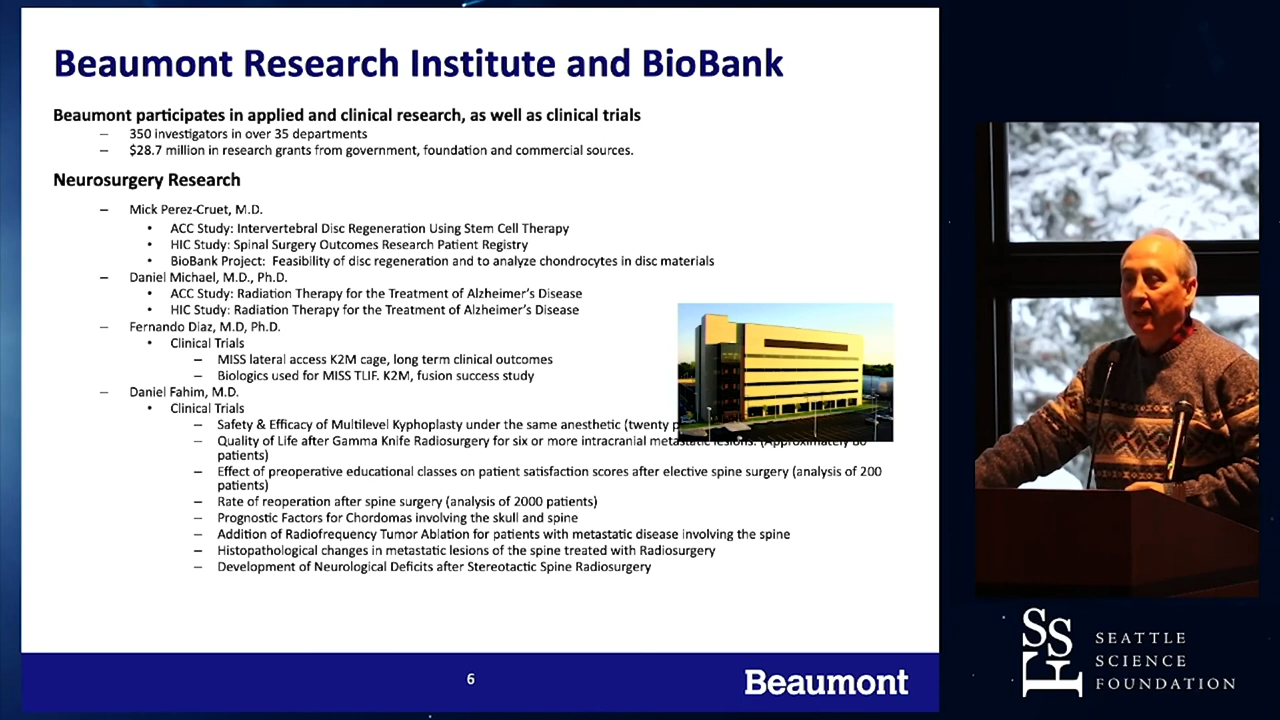 Beaumont Research Institute and BioBank
Beaumont participates in applied and clinical research, as well as clinical trials
– 350 investigators in over 35 departments
– $28.7 million in research grants from government, foundation and commercial sources.
Neurosurgery Research
– Mick Perez-Cruet, M.D.
• ACC Study: Intervertebral Disc Regeneration Using Stem Cell Therapy
• HIC Study: Spinal Surgery Outcomes Research Patient Registry
• BioBank Project: Feasibility of disc regeneration and to analyze chondrocytes in disc materials
– Daniel Michael, M.D., Ph.D.
• ACC Study: Radiation Therapy for the Treatment of Alzheimer's Disease
• HIC Study: Radiation Therapy for the Treatment of Alzheimer's Disease
– Fernando Diaz, M.D, Ph.D.
• Clinical Trials
– MISS lateral access K2M cage, long term clinical outcomes
– Biologics used for MISS TLIF. K2M, fusion success study
– Daniel Fahim, M.D.
• Clinical Trials
– Safety & Efficacy of Multilevel Kyphoplasty under the same anesthetic (twenty
– Quality of Life after Gamma Knife Radiosurgery for six or more intracranial metastatic lesions. (Approximately
patients)
– Effect of preoperative educational classes on patient satisfaction scores after elective spine surgery (analysis of 200
patients)
– Rate of reoperation after spine surgery (analysis of 2000 patients)
– Prognostic Factors for Chordomas involving the skull and spine
– Addition of Radiofrequency Tumor Ablation for patients with metastatic disease involving the spine
– Histopathological changes in metastatic lesions of the spine treated with Radiosurgery
– Development of Neurological Deficits after Stereotactic Spine Radiosurgery
6
Beaumont
SSF
SEATTLE
SCIENCE
FOUNDATION